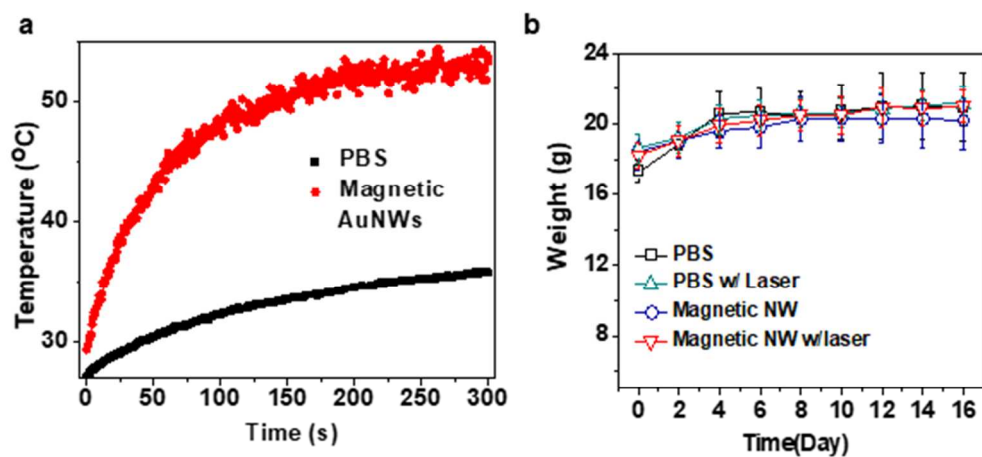 a
Temperature (°C)
50
40
30
PBS
Magnetic
AuNWs
0 50 100 150 200 250 300
Time (s)
b
Weight (g)
24
20
16
12
8
PBS
PBS w/ Laser
Magnetic NW
Magnetic NW w/laser
0 2 4 6 8 10 12 14 16
Time(Day)